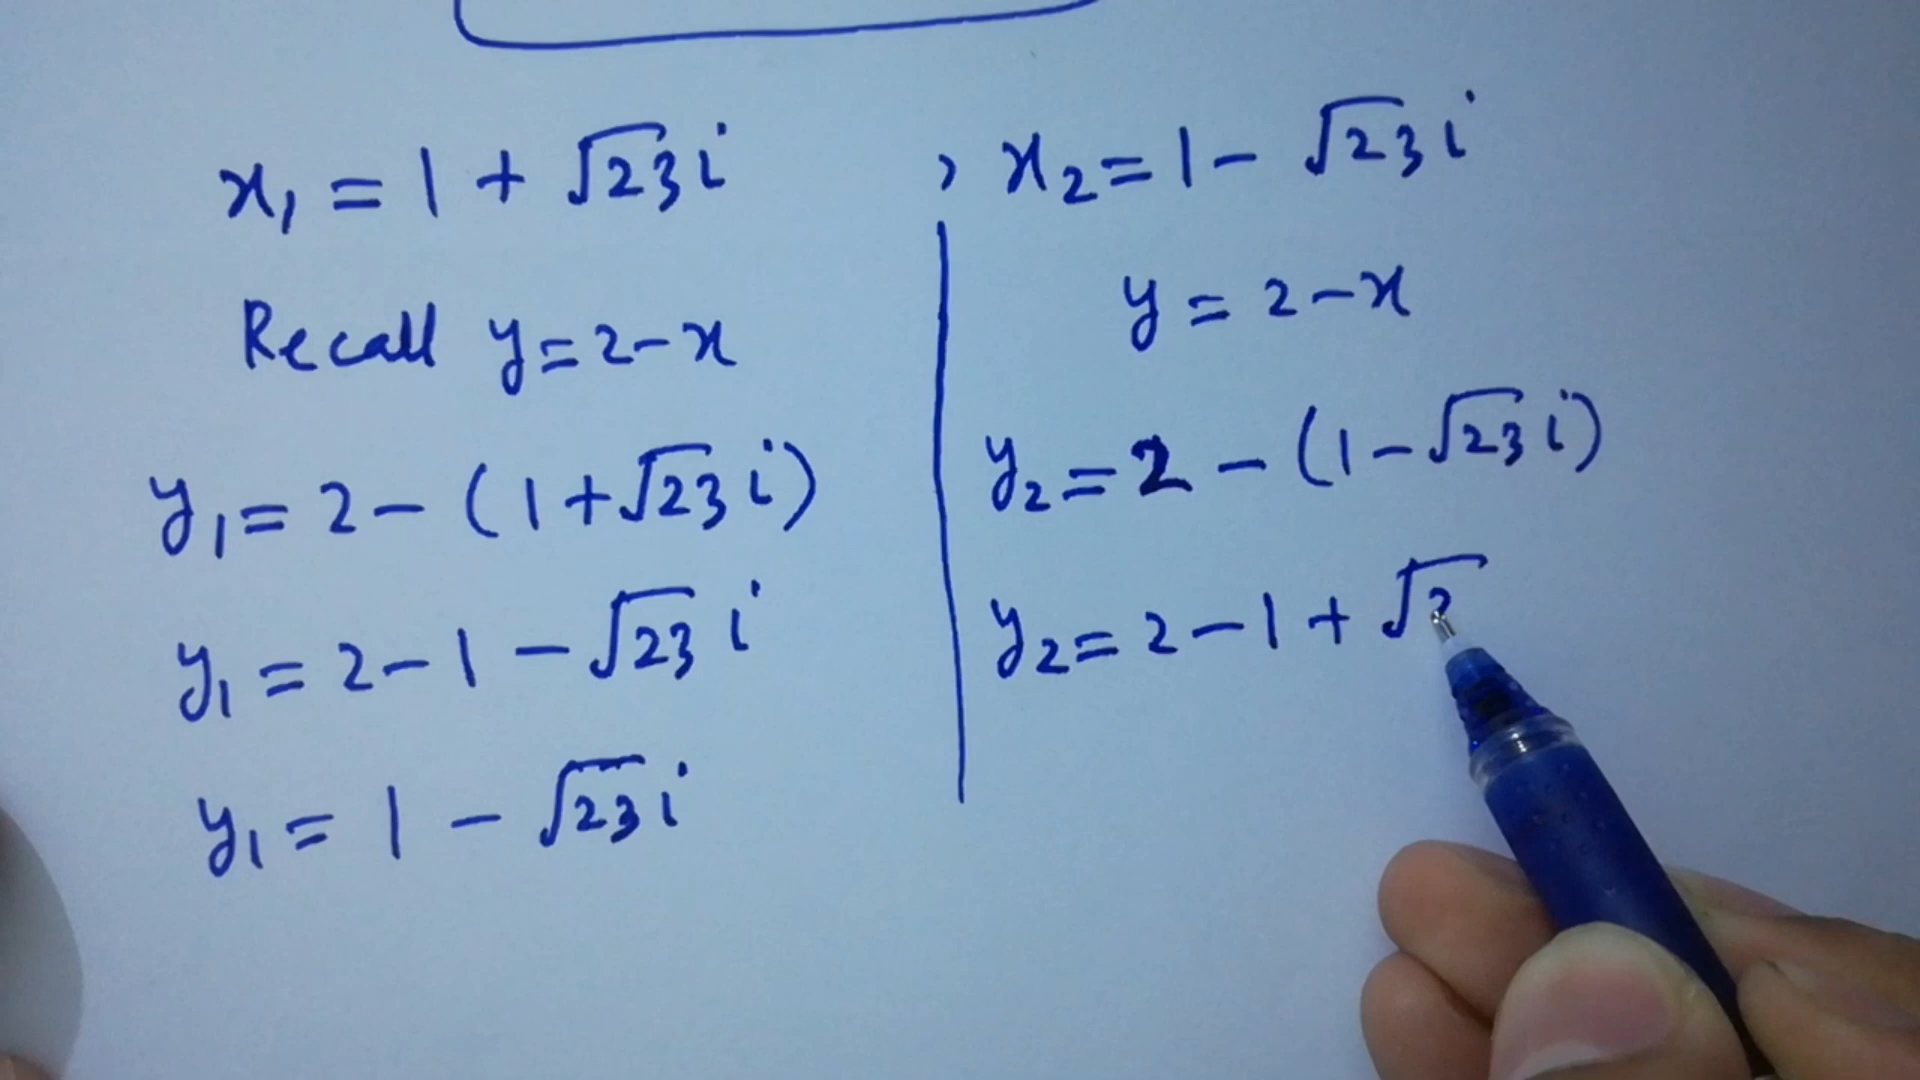 x₁ = 1 + √23 i , x₂ = 1 - √23 i
Recall y = 2 - x
y₁ = 2 - (1 + √23 i)
y₁ = 2 - 1 - √23 i
y₁ = 1 - √23 i
y = 2 - x
y₂ = 2 - (1 - √23 i)
y₂ = 2 - 1 + √2